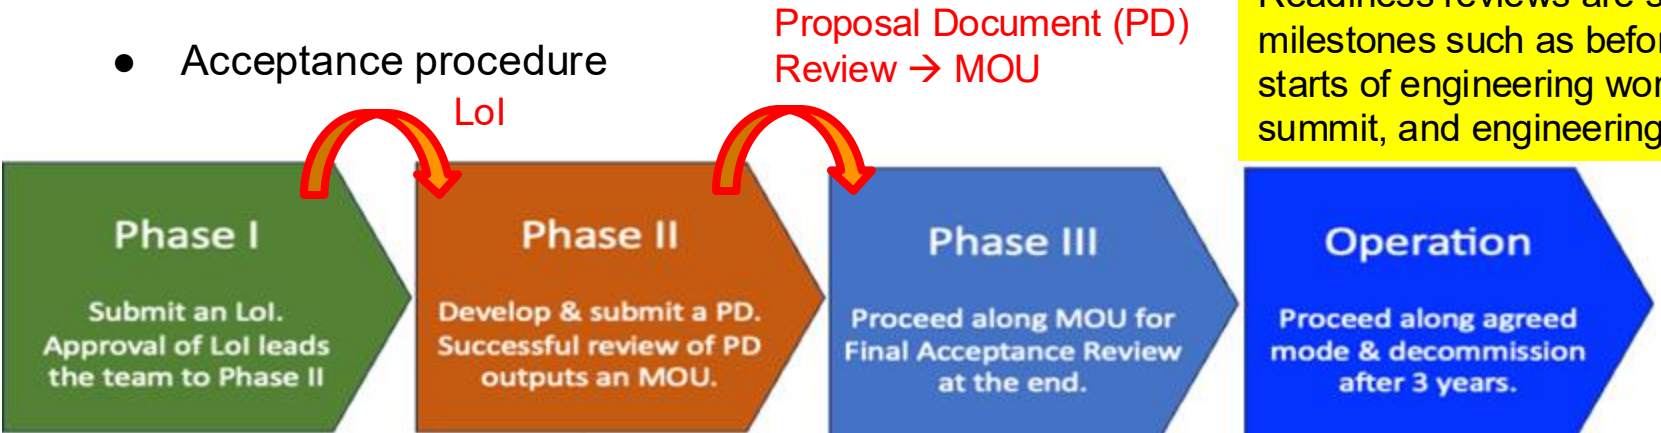 ● Acceptance procedure
LoI
Proposal Document (PD)
Review → MOU
Readiness reviews are
milestones such as
starts of engineering
summit, and engineering
Phase I
Submit an LoI.
Approval of LoI leads
the team to Phase II
Phase II
Develop & submit a PD.
Successful review of PD
outputs an MOU.
Phase III
Proceed along MOU for
Final Acceptance Review
at the end.
Operation
Proceed along agreed
mode & decommission
after 3 years.